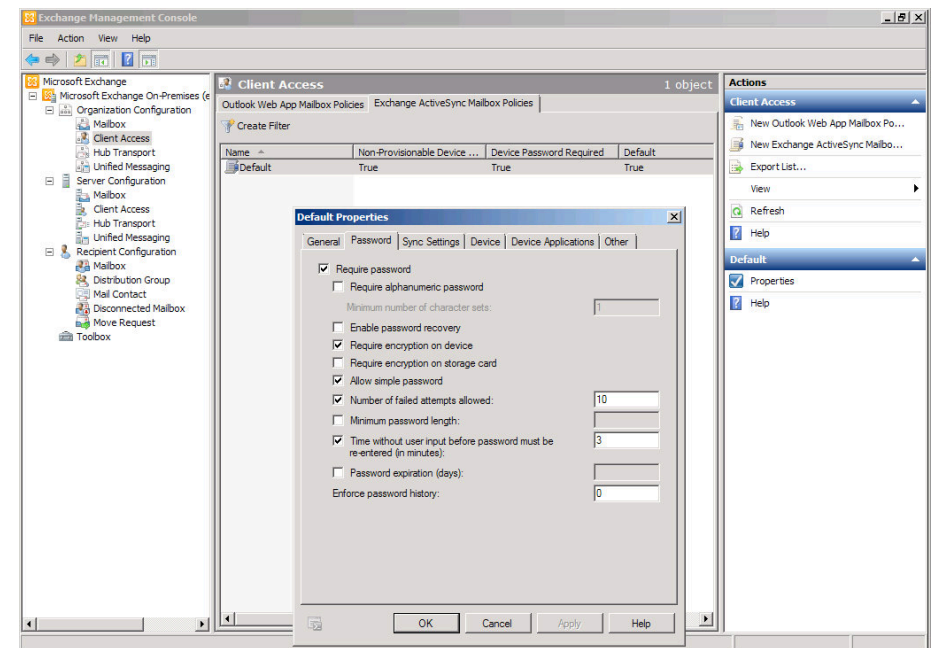 Exchange Management Console
File Action View Help
Microsoft Exchange
Microsoft Exchange On-Premises (e
Organization Configuration
Mailbox
Client Access
Hub Transport
Unified Messaging
Server Configuration
Mailbox
Client Access
Hub Transport
Unified Messaging
Recipient Configuration
Mailbox
Distribution Group
Mail Contact
Disconnected Mailbox
Move Request
Toolbox
Client Access 1 object
Outlook Web App Mailbox Policies Exchange ActiveSync Mailbox Policies
Create Filter
Name Non-Provisionable Device ... Device Password Required Default
Default True True True
Default Properties
General Password Sync Settings Device Device Applications Other
Require password
Require alphanumeric password
Minimum number of character sets: 1
Enable password recovery
Require encryption on device
Require encryption on storage card
Allow simple password
Number of failed attempts allowed: 10
Minimum password length:
Time without user input before password must be 3
re-entered (in minutes):
Password expiration (days):
Enforce password history: 0
OK Cancel Apply Help
Actions
Client Access
New Outlook Web App Mailbox Po...
New Exchange ActiveSync Mailbo...
Export List...
View
Refresh
Help
Default
Properties
Help